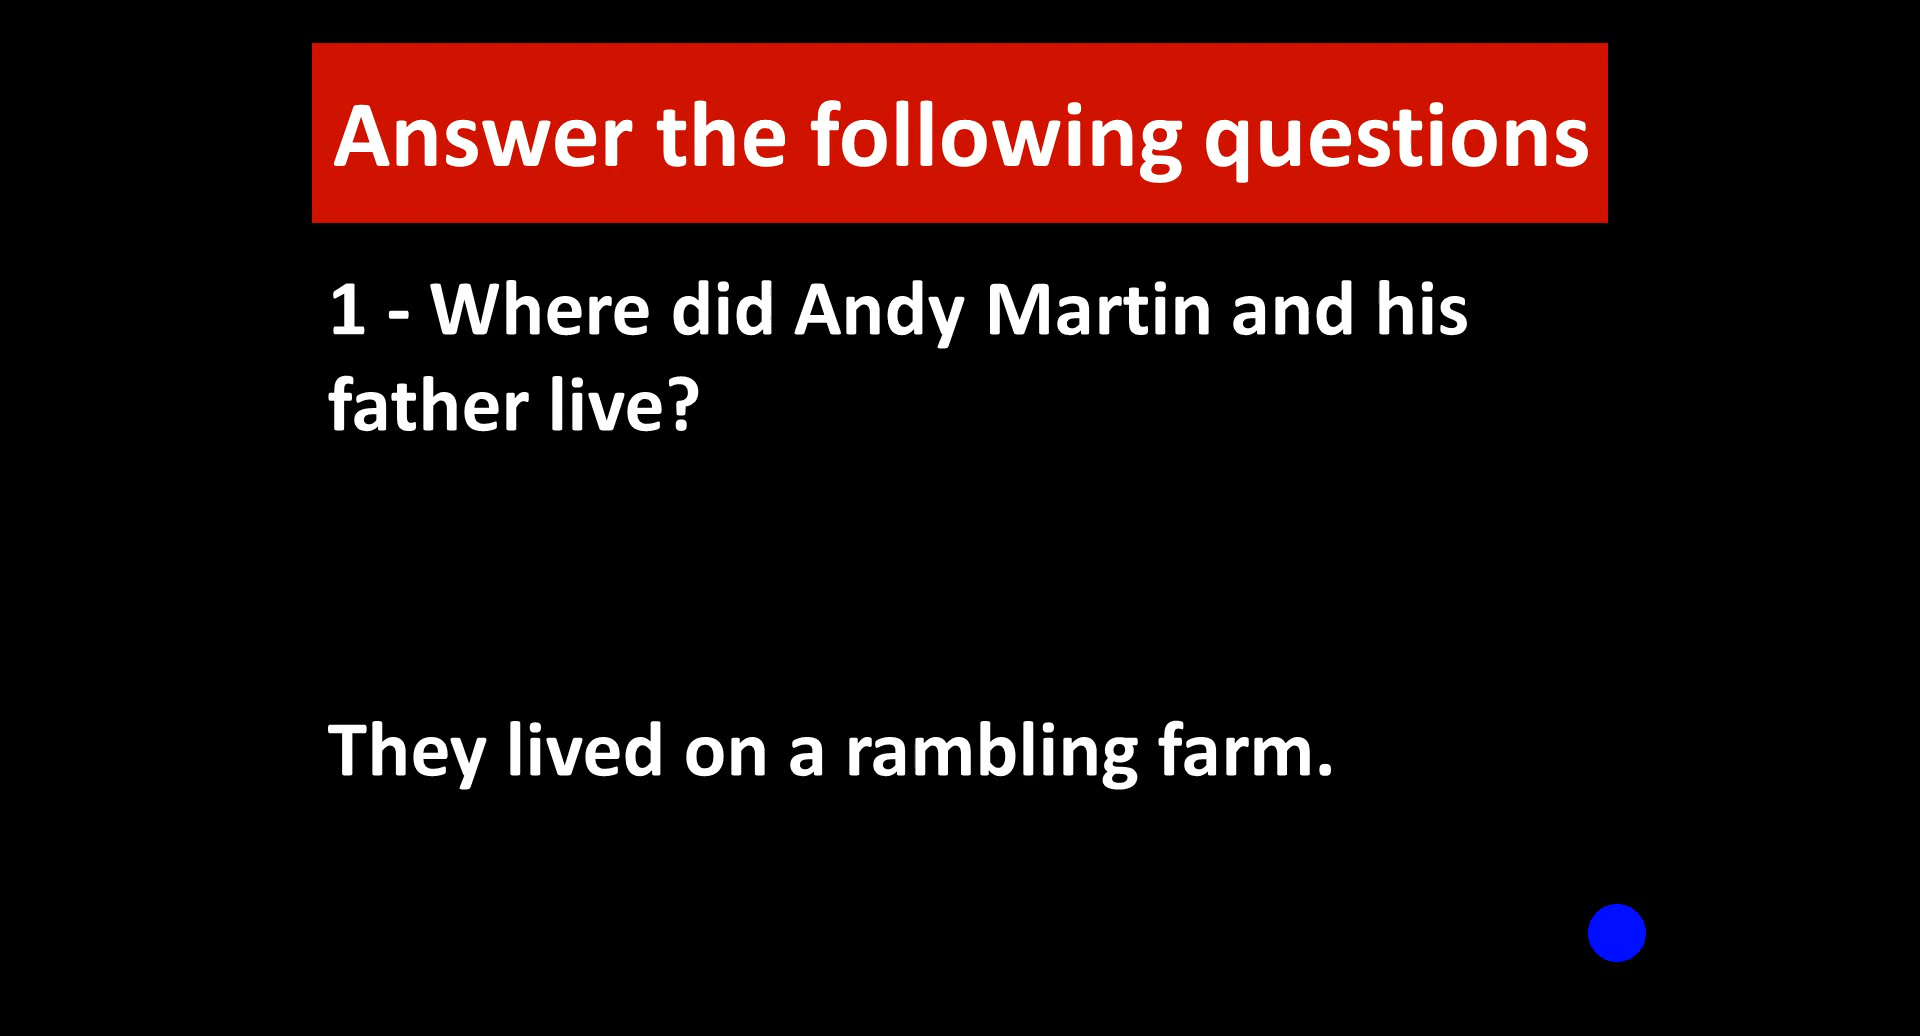 Answer the following questions
1 - Where did Andy Martin and his
father live?
They lived on a rambling farm.